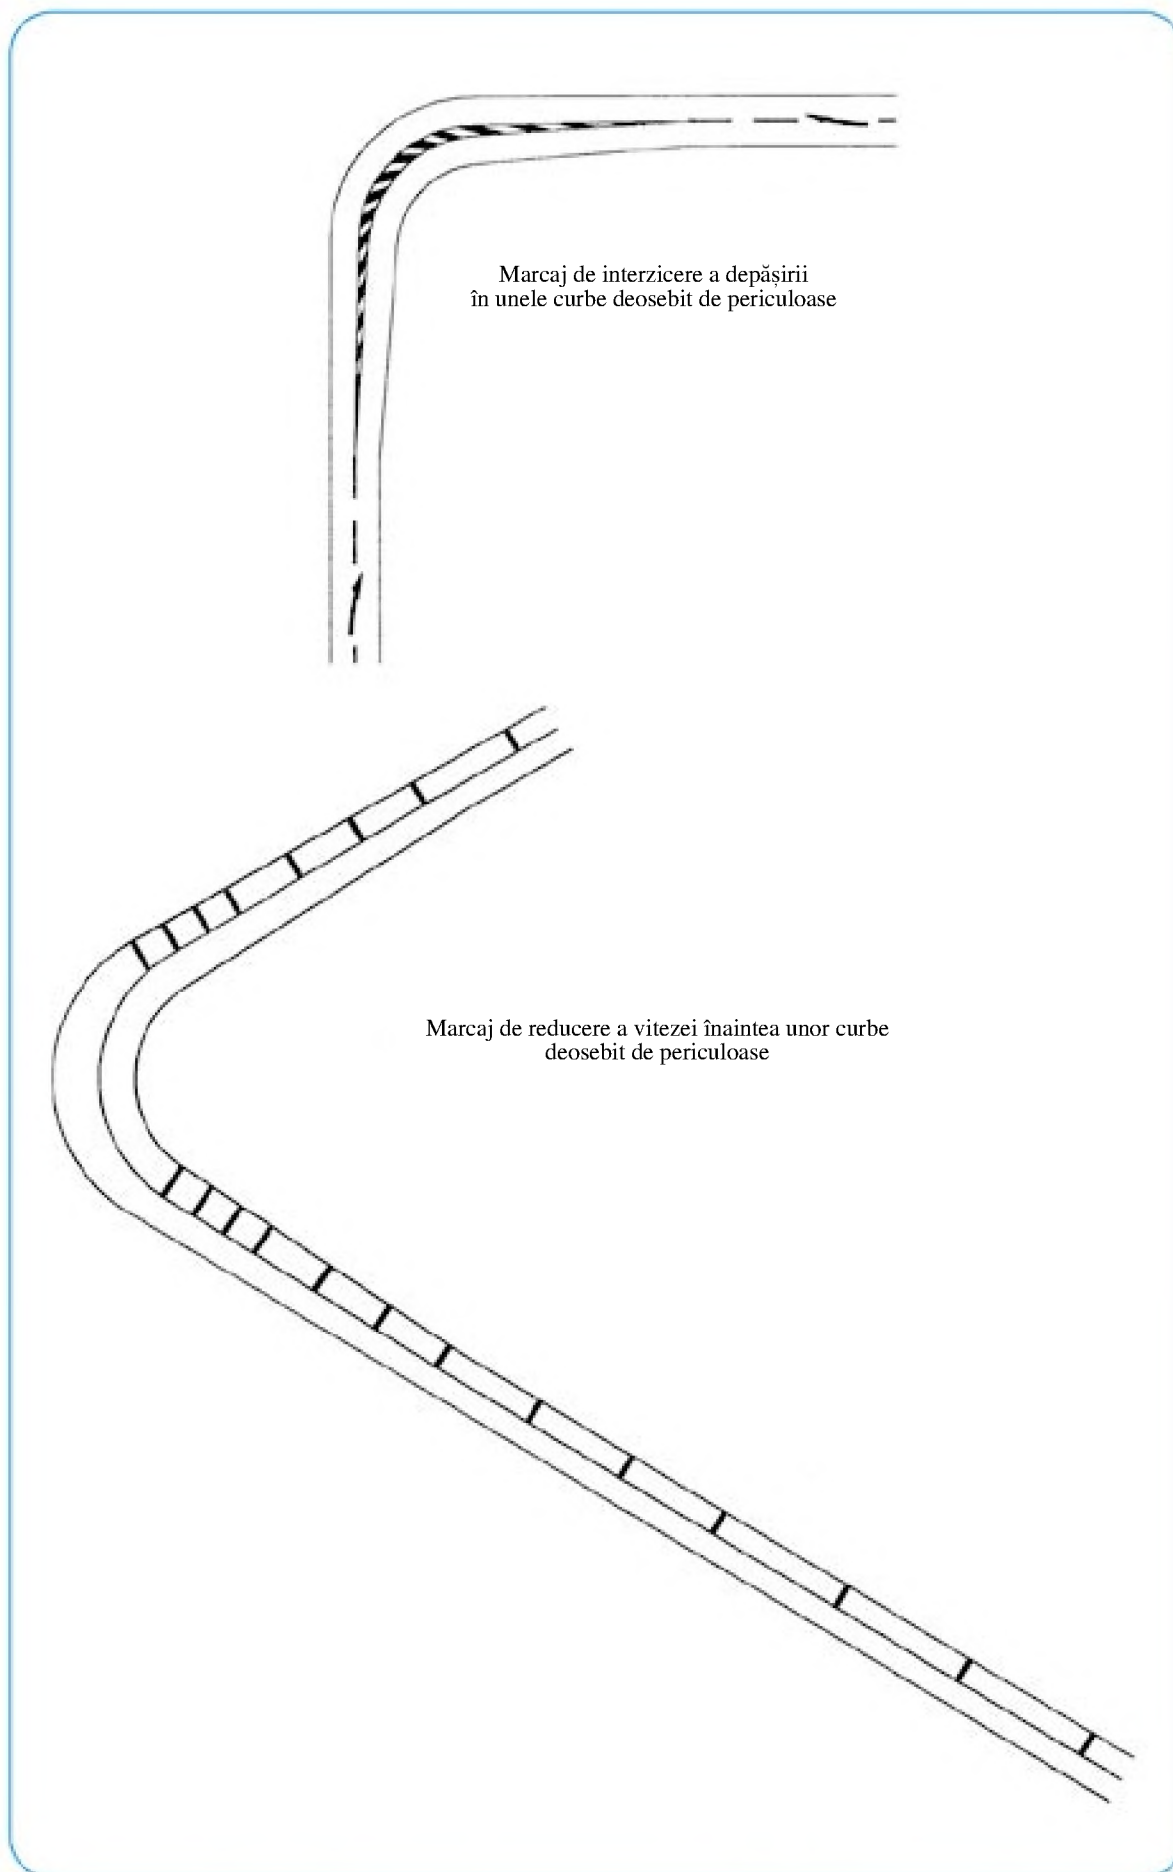 Marcaj de interzicere a depășirii
în unele curbe deosebit de periculoase
Marcaj de reducere a vitezei înaintea unor curbe
deosebit de periculoase